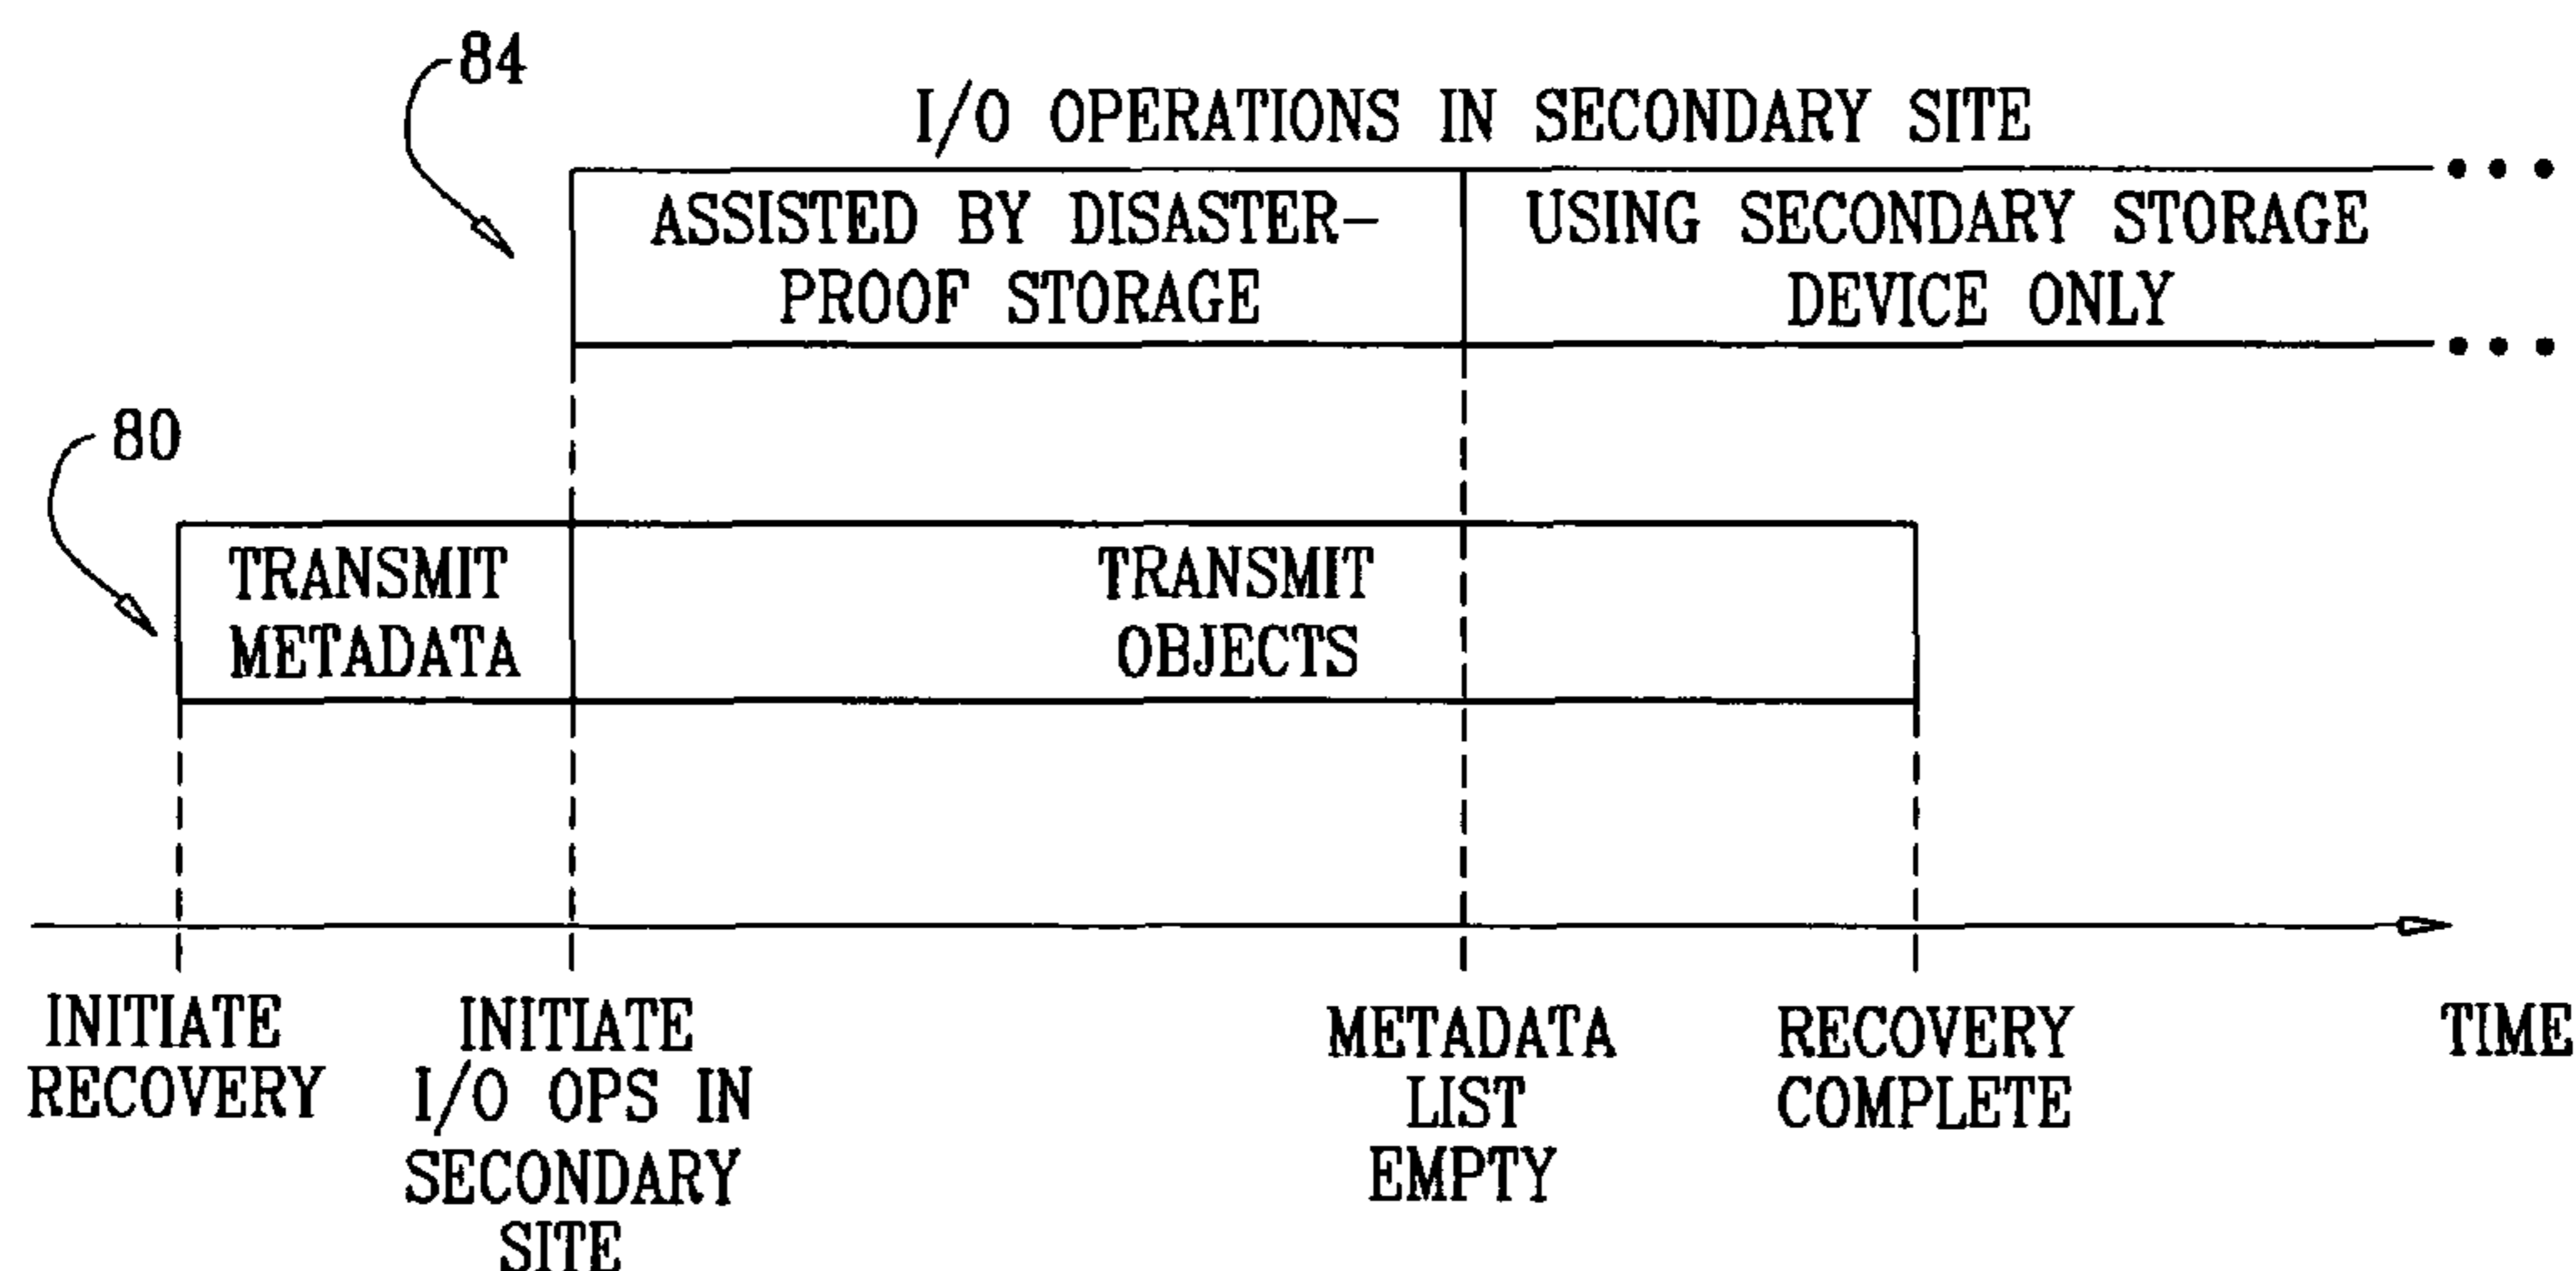 84
I/O OPERATIONS IN SECONDARY SITE
ASSISTED BY DISASTER-
PROOF STORAGE
USING SECONDARY STORAGE
DEVICE ONLY
80
TRANSMIT
METADATA
TRANSMIT
OBJECTS
INITIATE
RECOVERY
INITIATE
I/O OPS IN
SECONDARY
SITE
METADATA
LIST
EMPTY
RECOVERY
COMPLETE
TIME